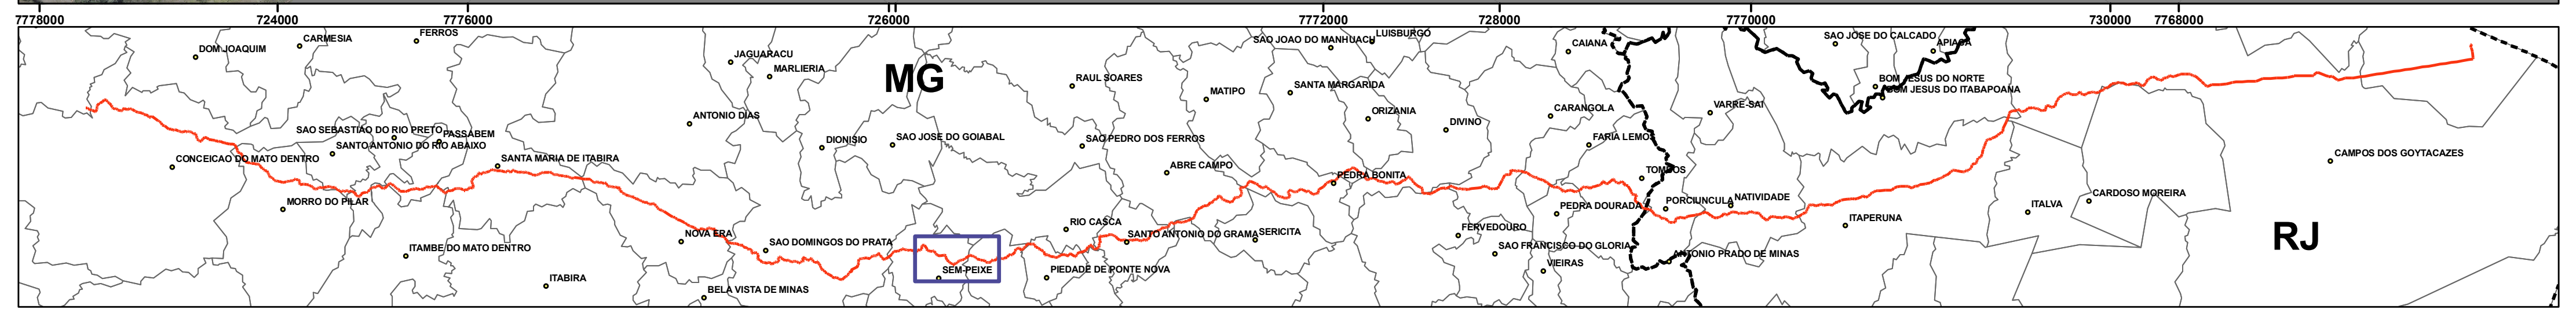 7778000 724000 7776000 726000 7772000 728000 7770000 730000 7768000
FERROS
CARMESIA
DOM JOAQUIM
LUISBURGO
SAO JOAO DO MANHUACU
CAIANA
SAO JOSE DO CALCADO
APIACA
JAGUARACU
MARLIERIA
MG
RAUL SOARES
MATIPO
SANTA MARGARIDA
BOM JESUS DO NORTE
BOM JESUS DO ITABAPOANA
ANTONIO DIAS
ORIZANIA
DIVINO
CARANGOLA
VARRE-SAI
SAO SEBASTIAO DO RIO PRETO
PASSABEM
SANTO ANTONIO DO RIO ABAIXO
DIONISIO
SAO JOSE DO GOIABAL
SAO PEDRO DOS FERROS
FARIA LEMOS
CONCEICAO DO MATO DENTRO
SANTA MARIA DE ITABIRA
ABRE CAMPO
PEDRA BONITA
TOMBOS
CAMPOS DOS GOYTACAZES
MORRO DO PILAR
PEDRA DOURADA
PORCIUNCULA
NATIVIDADE
CARDOSO MOREIRA
ITALVA
ITAPERUNA
RIO CASCA
SANTO ANTONIO DO GRAMA
SERICITA
FERVEDOURO
RJ
NOVA ERA
SAO DOMINGOS DO PRATA
ITAMBE DO MATO DENTRO
SAO FRANCISCO DO GLORIA
ANTONIO PRADO DE MINAS
SEM-PEIXE
PIEDADE DE PONTE NOVA
VIEIRAS
ITABIRA
BELA VISTA DE MINAS